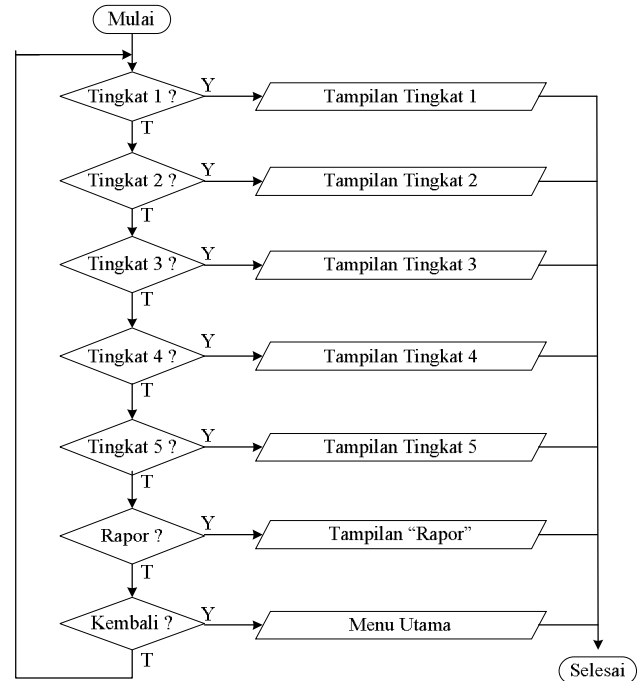 Mulai
Tingkat 1 ?
Y
Tampilan Tingkat 1
T
Tingkat 2 ?
Y
Tampilan Tingkat 2
T
Tingkat 3 ?
Y
Tampilan Tingkat 3
T
Tingkat 4 ?
Y
Tampilan Tingkat 4
T
Tingkat 5 ?
Y
Tampilan Tingkat 5
T
Rapor ?
Y
Tampilan “Rapor”
T
Kembali ?
Y
Menu Utama
T
Selesai